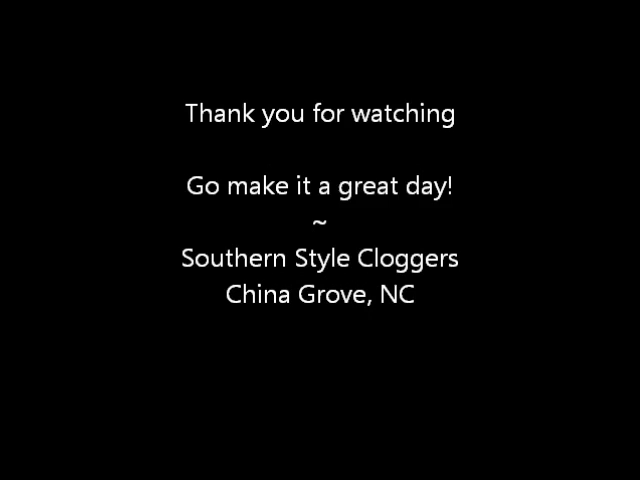 Thank you for watching
Go make it a great day!
~
Southern Style Cloggers
China Grove, NC